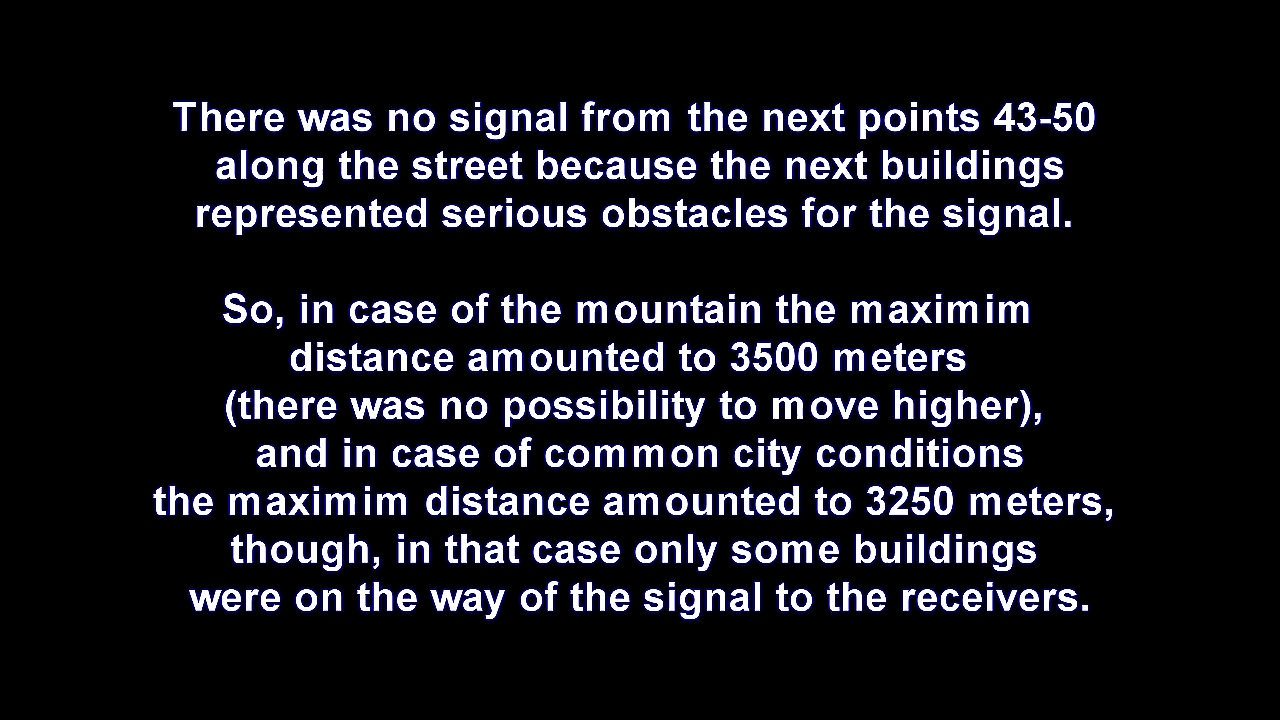 There was no signal from the next points 43-50
along the street because the next buildings
represented serious obstacles for the signal.
So, in case of the mountain the maximim
distance amounted to 3500 meters
(there was no possibility to move higher),
and in case of common city conditions
the maximim distance amounted to 3250 meters,
though, in that case only some buildings
were on the way of the signal to the receivers.